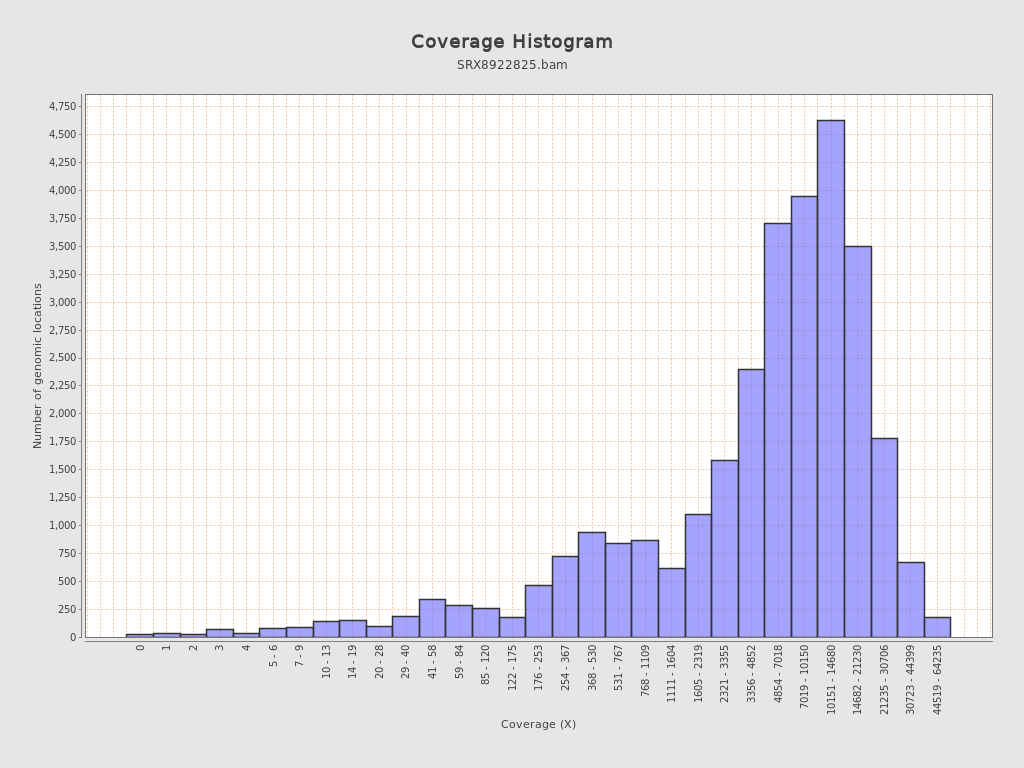 Coverage Histogram
SRX8922825.bam
4,750
4,500
4,250
4,000
3,750
3,500
3,250
3,000
2,750
2,500
2,250
2,000
1,750
1,500
1,250
1,000
750
500
250
0
Number of genomic locations
0
1
2
3
4
5 - 6
7 - 9
10 - 13
14 - 19
20 - 28
29 - 40
41 - 58
59 - 84
85 - 120
122 - 175
176 - 253
254 - 367
368 - 530
531 - 767
768 - 1109
1111 - 1604
1605 - 2319
2321 - 3355
3356 - 4852
4854 - 7018
7019 - 10150
10151 - 14680
14682 - 21230
21235 - 30706
30723 - 44399
44519 - 64235
Coverage (X)